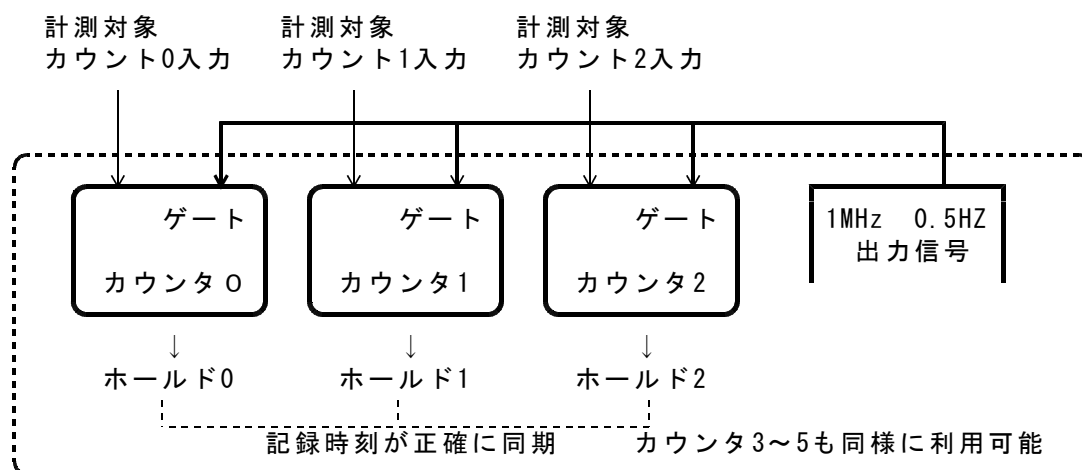 計測対象 計測対象 計測対象
カウント0入力 カウント1入力 カウント2入力
ゲート ゲート ゲート 1MHz 0.5HZ
出力信号
カウンタ0 カウンタ1 カウンタ2
↓ ↓ ↓
ホールド0 ホールド1 ホールド2
記録時刻が正確に同期 カウンタ3～5も同様に利用可能